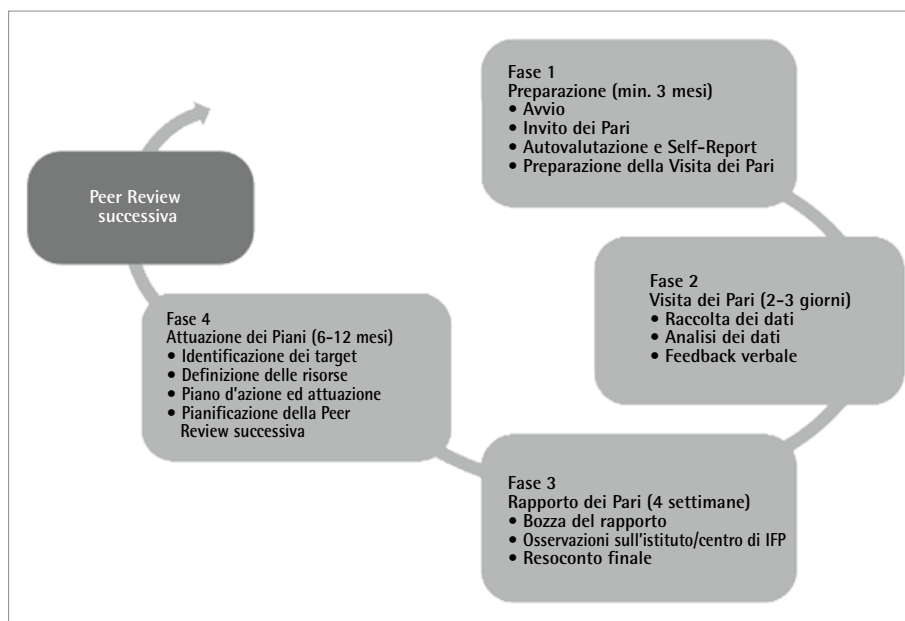 Fase 1
Preparazione (min. 3 mesi)
• Avvio
• Invito dei Pari
• Autovalutazione e Self-Report
• Preparazione della Visita dei Pari
Fase 2
Visita dei Pari (2-3 giorni)
• Raccolta dei dati
• Analisi dei dati
• Feedback verbale
Fase 3
Rapporto dei Pari (4 settimane)
• Bozza del rapporto
• Osservazioni sull'istituto/centro di IFP
• Resoconto finale
Fase 4
Attuazione dei Piani (6-12 mesi)
• Identificazione dei target
• Definizione delle risorse
• Piano d'azione ed attuazione
• Pianificazione della Peer
Review successiva
Peer Review
successiva